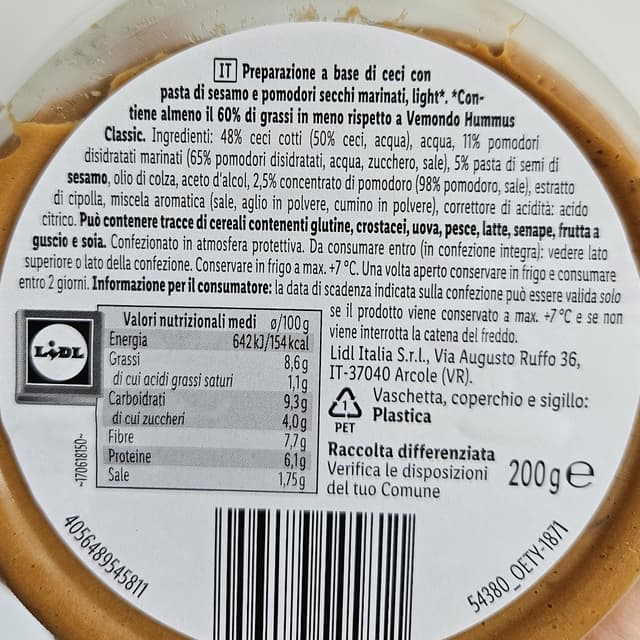 IT Preparazione a base di ceci con
pasta di sesamo e pomodori secchi marinati, light*. *Con-
tiene almeno il 60% di grassi in meno rispetto a Vemondo Hummus
Classic. Ingredienti: 48% ceci cotti (50% ceci, acqua), acqua, 11% pomodori
disidratati marinati (65% pomodori disidratati, acqua, zucchero, sale), 5% pasta di semi di
sesamo, olio di colza, aceto d'alcol, 2,5% concentrato di pomodoro (98% pomodoro, sale), estratto
di cipolla, miscela aromatica (sale, aglio in polvere, cumino in polvere), correttore di acidità: acido
citrico. Può contenere tracce di cereali contenenti glutine, crostacei, uova, pesce, latte, senape, frutta a
guscio e soia. Confezionato in atmosfera protettiva. Da consumare entro (in confezione integra): vedere lato
superiore o lato della confezione. Conservare in frigo a max. +7 °C. Una volta aperto conservare in frigo e consumare
entro 2 giorni. Informazione per il consumatore: la data di scadenza indicata sulla confezione può essere valida solo
se il prodotto viene conservato a max. +7 °C e se non
viene interrotta la catena del freddo.
Lidl Italia S.r.l., Via Augusto Ruffo 36,
IT-37040 Arcole (VR).
Vaschetta, coperchio e sigillo:
Plastica
1
PET
Raccolta differenziata
Verifica le disposizioni
del tuo Comune
200 g e
LIDL
Valori nutrizionali medi ø/100 g
Energia 642 kJ/154 kcal
Grassi 8,6 g
di cui acidi grassi saturi 1,1 g
Carboidrati 9,3 g
di cui zuccheri 4,0 g
Fibre 7,7 g
Proteine 6,1 g
Sale 1,75 g
-170618150-
4056489545811
54380_OETY-1871